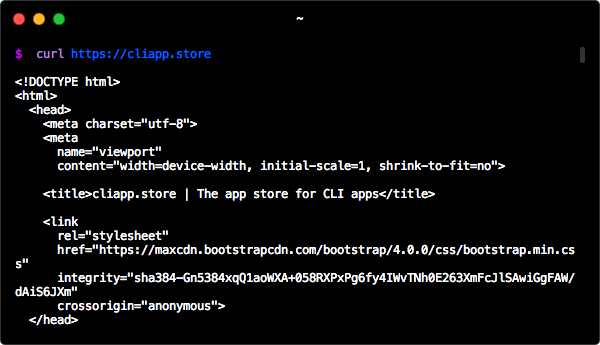 ~
$ curl https://cliapp.store
<!DOCTYPE html>
<html>
<head>
<meta charset="utf-8">
<meta
name="viewport"
content="width=device-width, initial-scale=1, shrink-to-fit=no">
<title>cliapp.store | The app store for CLI apps</title>
<link
rel="stylesheet"
href="https://maxcdn.bootstrapcdn.com/bootstrap/4.0.0/css/bootstrap.min.cs
s"
integrity="sha384-Gn5384xqQ1aoWXA+058RXPxPg6fy4IWvTNh0E263XmFcJlSAwiGgFAW/
dAiS6JXm"
crossorigin="anonymous">
</head>